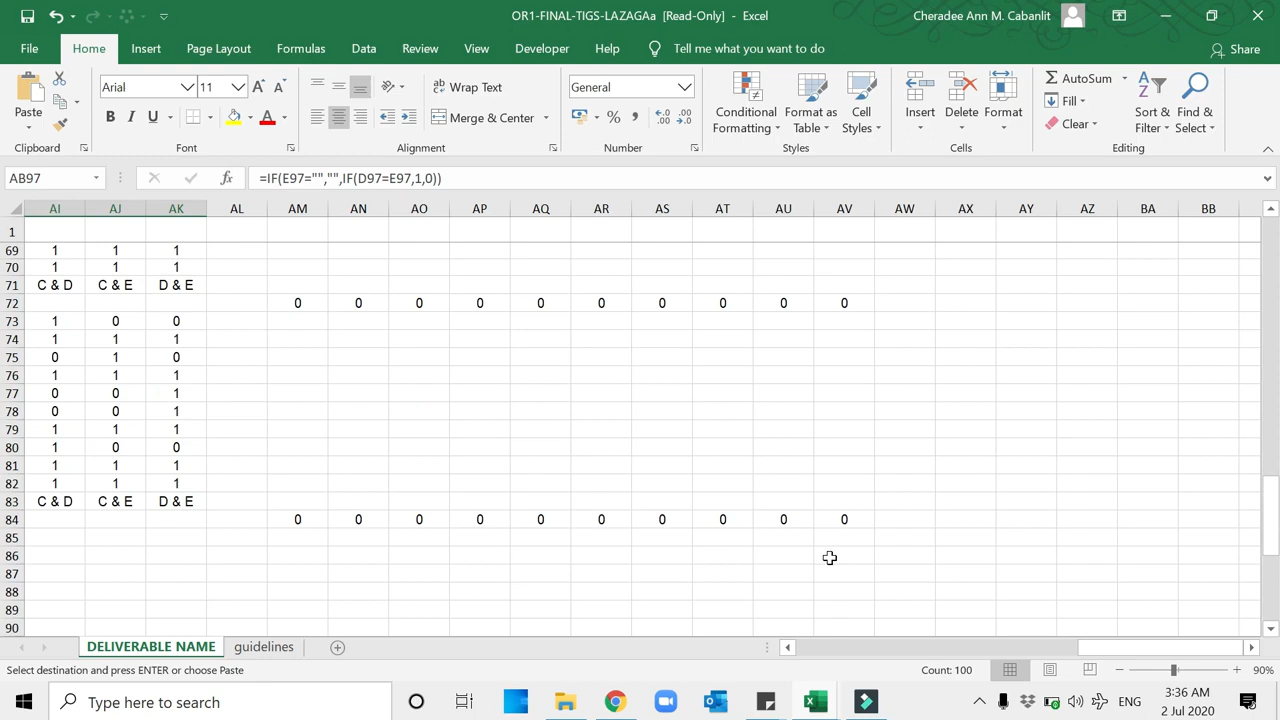 OR1-FINAL-TIGS-LAZAGAa [Read-Only] - Excel
Cheradee Ann M. Cabanlit
File Home Insert Page Layout Formulas Data Review View Developer Help Tell me what you want to do Share
Paste
Clipboard
Arial 11
B I U A
Font
Wrap Text
Merge & Center
Alignment
General
% , .00
Number
Conditional Formatting
Format as Table
Cell Styles
Styles
Insert Delete Format
Cells
AutoSum
Fill
Clear
Sort & Filter
Find & Select
Editing
AB97 fx =IF(E97="","",IF(D97=E97,1,0))
AI AJ AK AL AM AN AO AP AQ AR AS AT AU AV AW AX AY AZ BA BB
1
69 1 1 1
70 1 1 1
71 C & D C & E D & E
72 0 0 0 0 0 0 0 0 0 0
73 1 0 0
74 1 1 1
75 0 1 0
76 1 1 1
77 0 0 1
78 0 0 1
79 1 1 1
80 1 0 0
81 1 1 1
82 1 1 1
83 C & D C & E D & E
84 0 0 0 0 0 0 0 0 0 0
85
86
87
88
89
90
DELIVERABLE NAME guidelines
Select destination and press ENTER or choose Paste
Count: 100
90%
Type here to search
ENG
3:36 AM
2 Jul 2020